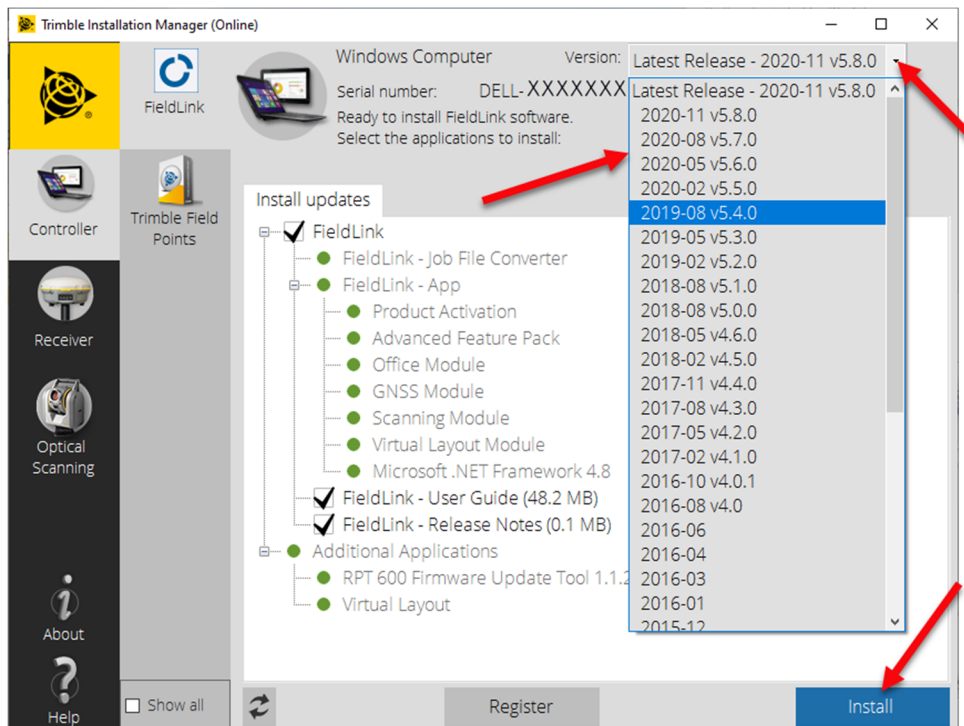 Trimble Installation Manager (Online)
FieldLink
Windows Computer
Version:
Latest Release - 2020-11 v5.8.0
Serial number: DELL-XXXXXXX
Ready to install FieldLink software.
Select the applications to install:
Latest Release - 2020-11 v5.8.0
2020-11 v5.8.0
2020-08 v5.7.0
2020-05 v5.6.0
2020-02 v5.5.0
2019-08 v5.4.0
2019-05 v5.3.0
2019-02 v5.2.0
2018-08 v5.1.0
2018-08 v5.0.0
2018-05 v4.6.0
2018-02 v4.5.0
2017-11 v4.4.0
2017-08 v4.3.0
2017-05 v4.2.0
2017-02 v4.1.0
2016-10 v4.0.1
2016-08 v4.0
2016-06
2016-04
2016-03
2016-01
2015-12
Controller
Receiver
Optical
Scanning
About
Help
Trimble Field
Points
Show all
Install updates
FieldLink
FieldLink - Job File Converter
FieldLink - App
Product Activation
Advanced Feature Pack
Office Module
GNSS Module
Scanning Module
Virtual Layout Module
Microsoft .NET Framework 4.8
FieldLink - User Guide (48.2 MB)
FieldLink - Release Notes (0.1 MB)
Additional Applications
RPT 600 Firmware Update Tool 1.1.2
Virtual Layout
Register
Install